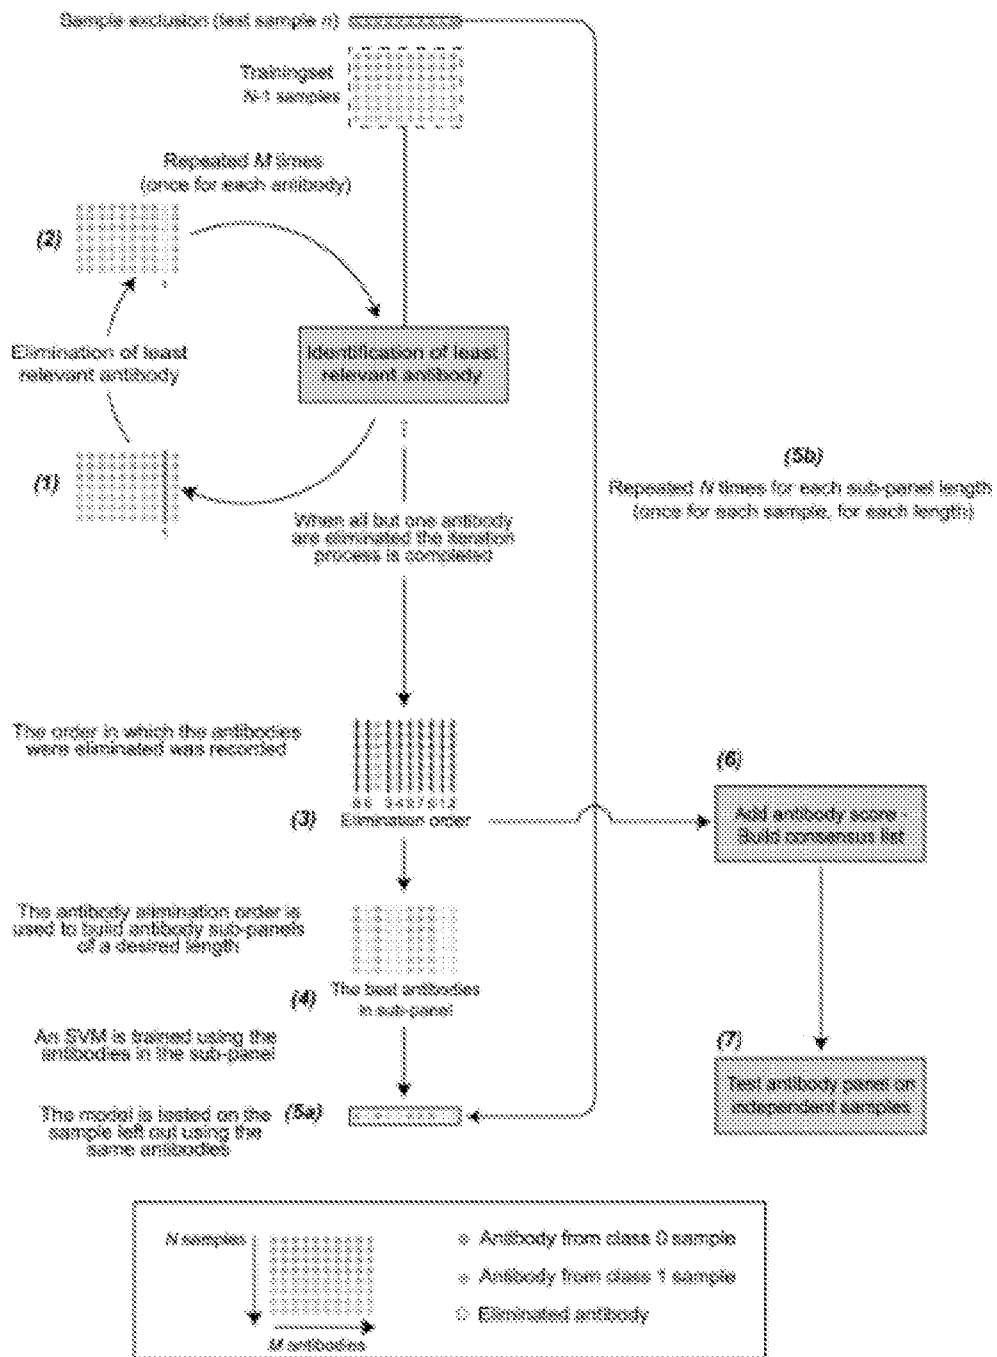 Sample exclusion (test sample n)
Trainingset
N-1 samples
Repeated M times
(once for each antibody)
(2)
Elimination of least
relevant antibody
Identification of least
relevant antibody
(1)
(5b)
Repeated N times for each sub-panel length
(once for each sample, for each length)
When all but one antibody
are eliminated the iteration
process is completed
The order in which the antibodies
were eliminated was recorded
(3)
Elimination order
(6)
Add antibody score -
Build consensus list
The antibody elimination order is
used to build antibody sub-panels
of a desired length
(4)
The best antibodies
in sub-panel
An SVM is trained using the
antibodies in the sub-panel
(7)
Test antibody panel on
independent samples
The model is tested on the
sample left out using the
same antibodies
(5a)
N samples
M antibodies
Antibody from class 0 sample
Antibody from class 1 sample
Eliminated antibody